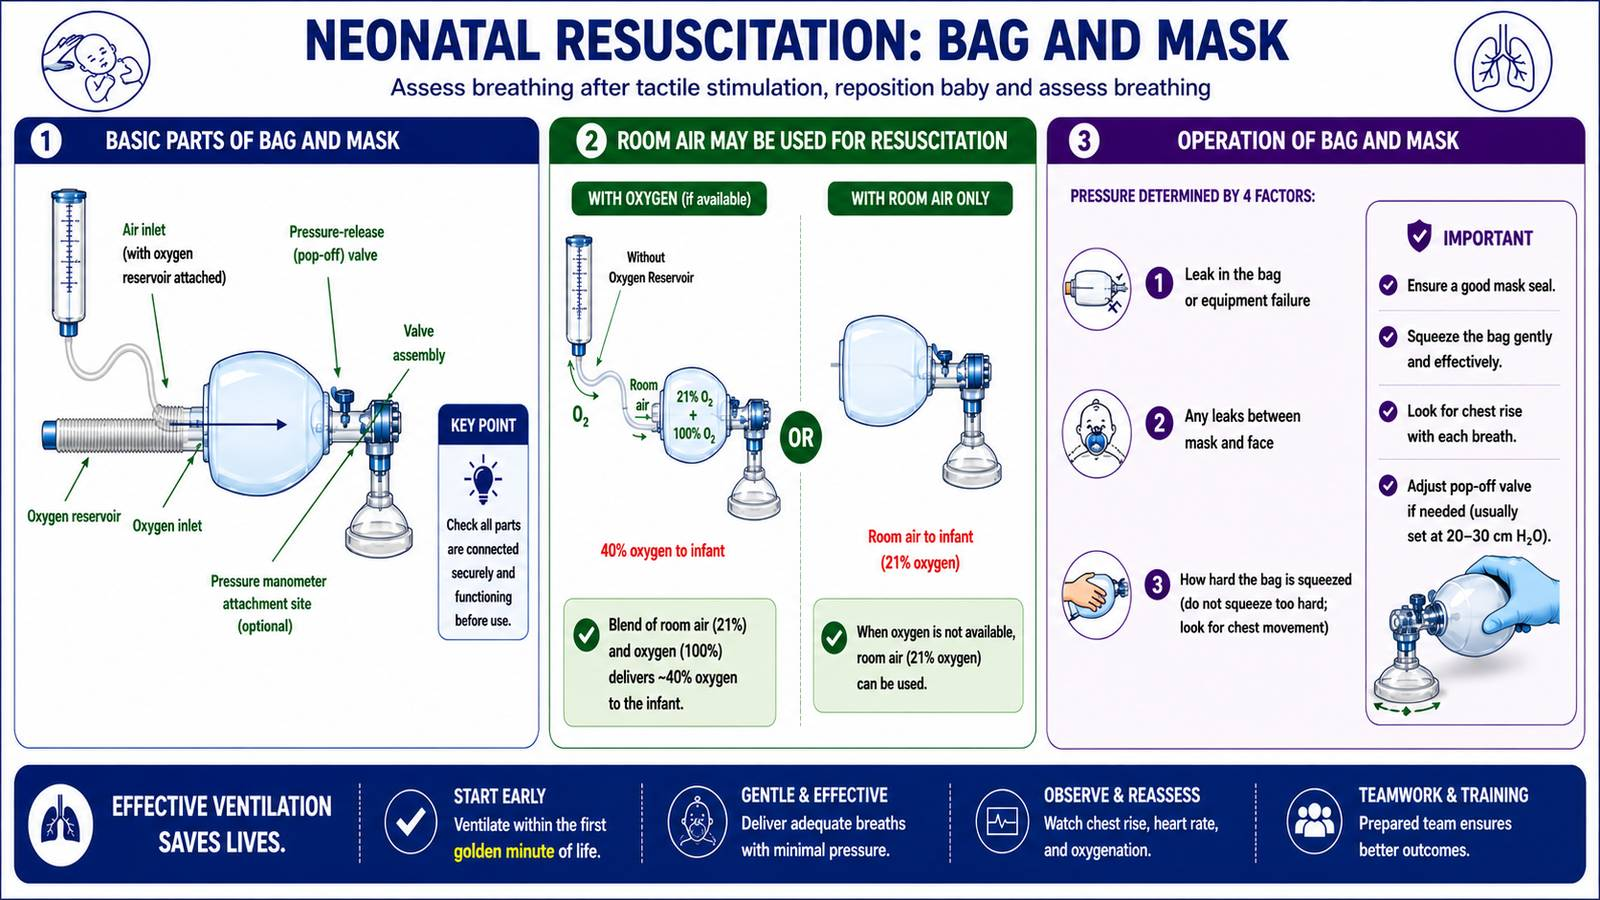 NEONATAL RESUSCITATION: BAG AND MASK
Assess breathing after tactile stimulation, reposition baby and assess breathing
1 BASIC PARTS OF BAG AND MASK
Air inlet
(with oxygen
reservoir attached)
Pressure-release
(pop-off) valve
Valve
assembly
Oxygen reservoir
Oxygen inlet
Pressure manometer
attachment site
(optional)
KEY POINT
Check all parts
are connected
securely and
functioning
before use.
2 ROOM AIR MAY BE USED FOR RESUSCITATION
WITH OXYGEN (if available)
Without
Oxygen Reservoir
O₂
Room
air
21% O₂
+
100% O₂
40% oxygen to infant
Blend of room air (21%)
and oxygen (100%)
delivers ~40% oxygen
to the infant.
OR
WITH ROOM AIR ONLY
Room air to infant
(21% oxygen)
When oxygen is not available,
room air (21% oxygen)
can be used.
3 OPERATION OF BAG AND MASK
PRESSURE DETERMINED BY 4 FACTORS:
1 Leak in the bag
or equipment failure
2 Any leaks between
mask and face
3 How hard the bag is squeezed
(do not squeeze too hard;
look for chest movement)
IMPORTANT
Ensure a good mask seal.
Squeeze the bag gently
and effectively.
Look for chest rise
with each breath.
Adjust pop-off valve
if needed (usually
set at 20–30 cm H₂O).
EFFECTIVE VENTILATION
SAVES LIVES.
START EARLY
Ventilate within the first
golden minute of life.
GENTLE & EFFECTIVE
Deliver adequate breaths
with minimal pressure.
OBSERVE & REASSESS
Watch chest rise, heart rate,
and oxygenation.
TEAMWORK & TRAINING
Prepared team ensures
better outcomes.